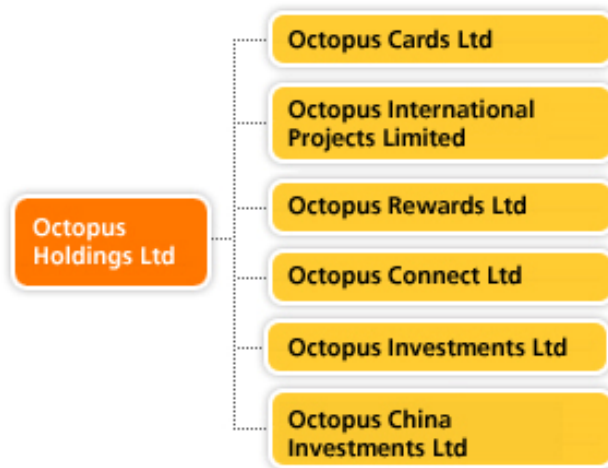 Octopus Cards Ltd
Octopus International
Projects Limited
Octopus Rewards Ltd
Octopus
Holdings Ltd
Octopus Connect Ltd
Octopus Investments Ltd
Octopus China
Investments Ltd